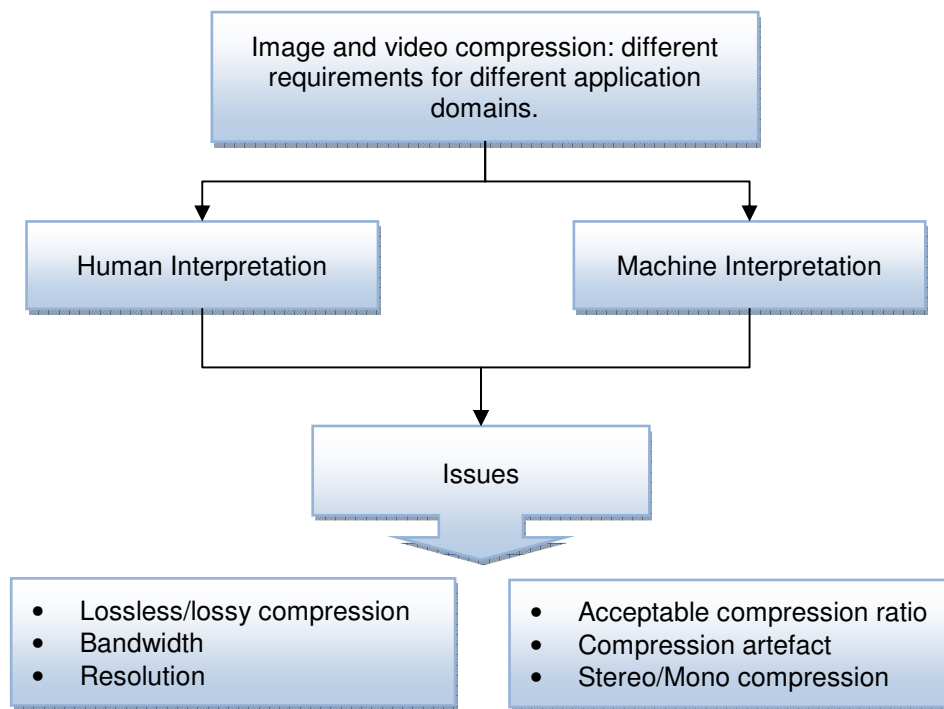 Image and video compression: different
requirements for different application
domains.
Human Interpretation
Machine Interpretation
Issues
• Lossless/lossy compression
• Bandwidth
• Resolution
• Acceptable compression ratio
• Compression artefact
• Stereo/Mono compression